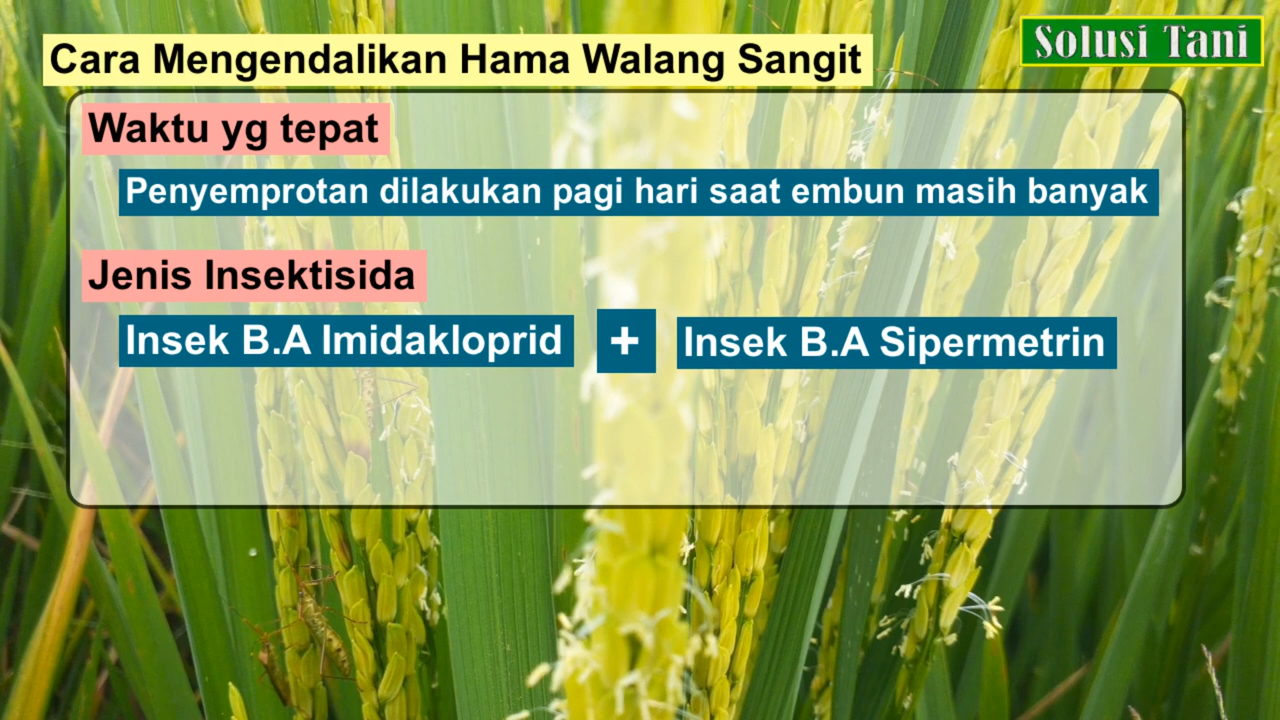 Cara Mengendalikan Hama Walang Sangit
Solusi Tani
Waktu yg tepat
Penyemprotan dilakukan pagi hari saat embun masih banyak
Jenis Insektisida
Insek B.A Imidakloprid + Insek B.A Sipermetrin